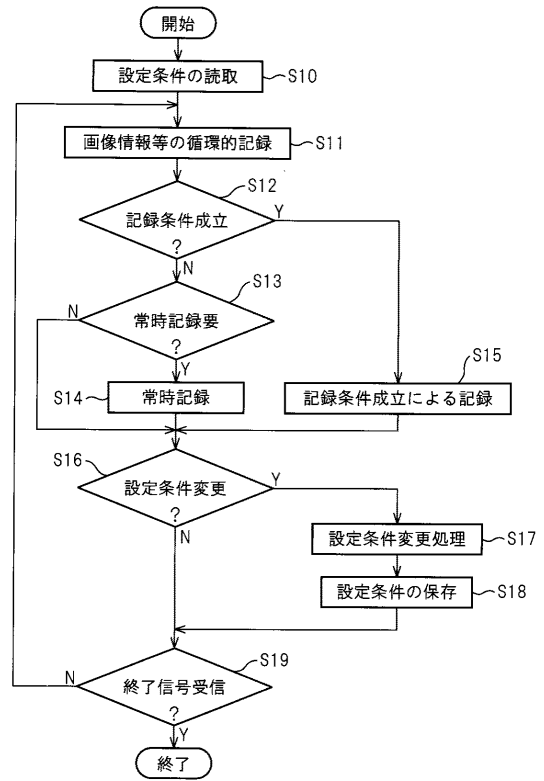 開始
設定条件の読取
S10
画像情報等の循環的記録
S11
S12
記録条件成立
?
Y
N
S13
N
常時記録要
?
Y
S14
常時記録
S15
記録条件成立による記録
S16
設定条件変更
?
Y
N
設定条件変更処理
S17
設定条件の保存
S18
S19
N
終了信号受信
?
Y
終了